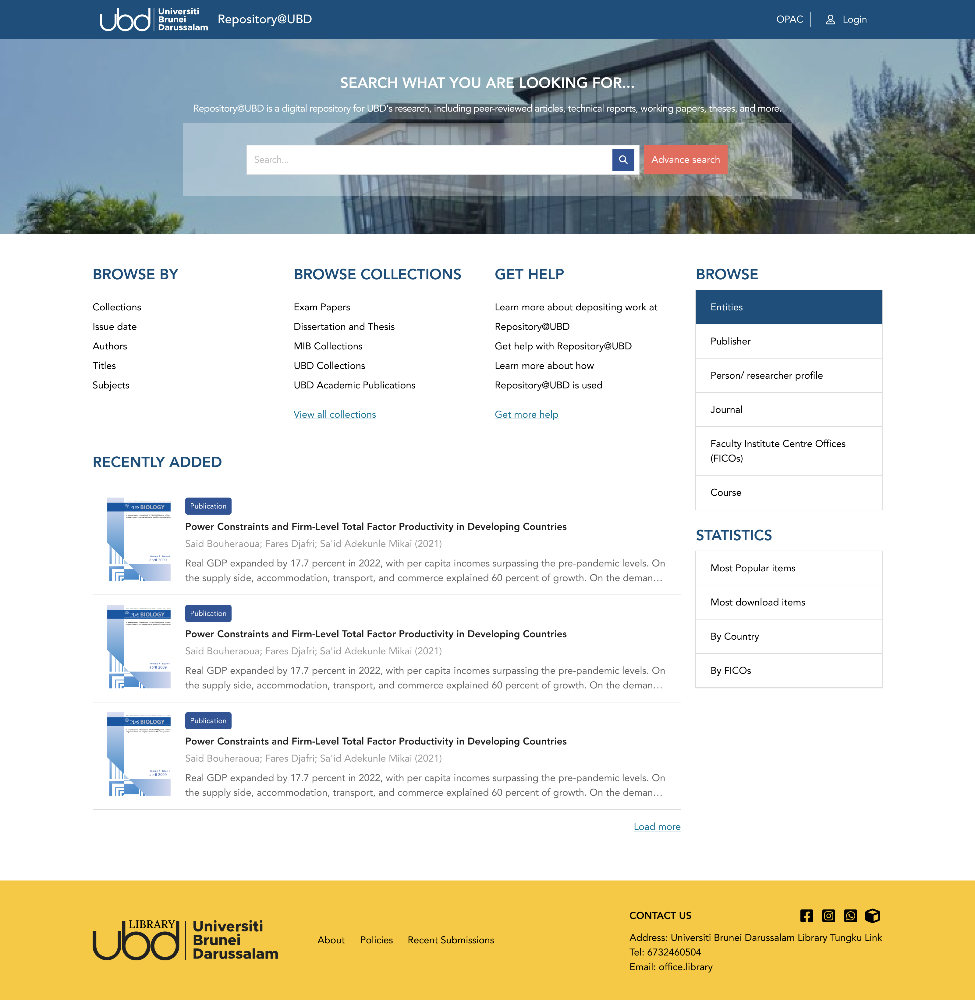 ubd
Universiti
Brunei
Darussalam
Repository@UBD
OPAC
Login
SEARCH WHAT YOU ARE LOOKING FOR...
Repository@UBD is a digital repository for UBD's research, including peer-reviewed articles, technical reports, working papers, theses, and more.
Search...
Advance search
BROWSE BY
Collections
Issue date
Authors
Titles
Subjects
BROWSE COLLECTIONS
Exam Papers
Dissertation and Thesis
MIB Collections
UBD Collections
UBD Academic Publications
View all collections
GET HELP
Learn more about depositing work at
Repository@UBD
Get help with Repository@UBD
Learn more about how
Repository@UBD is used
Get more help
BROWSE
Entities
Publisher
Person/ researcher profile
Journal
Faculty Institute Centre Offices
(FICOs)
Course
STATISTICS
Most Popular items
Most download items
By Country
By FICOs
RECENTLY ADDED
PLoS BIOLOGY
Volume 7 | Issue 4
april 2009
Publication
Power Constraints and Firm-Level Total Factor Productivity in Developing Countries
Said Bouheraoua; Fares Djafri; Sa'id Adekunle Mikai (2021)
Real GDP expanded by 17.7 percent in 2022, with per capita incomes surpassing the pre-pandemic levels. On
the supply side, accommodation, transport, and commerce explained 60 percent of growth. On the deman...
PLoS BIOLOGY
Volume 7 | Issue 4
april 2009
Publication
Power Constraints and Firm-Level Total Factor Productivity in Developing Countries
Said Bouheraoua; Fares Djafri; Sa'id Adekunle Mikai (2021)
Real GDP expanded by 17.7 percent in 2022, with per capita incomes surpassing the pre-pandemic levels. On
the supply side, accommodation, transport, and commerce explained 60 percent of growth. On the deman...
PLoS BIOLOGY
Volume 7 | Issue 4
april 2009
Publication
Power Constraints and Firm-Level Total Factor Productivity in Developing Countries
Said Bouheraoua; Fares Djafri; Sa'id Adekunle Mikai (2021)
Real GDP expanded by 17.7 percent in 2022, with per capita incomes surpassing the pre-pandemic levels. On
the supply side, accommodation, transport, and commerce explained 60 percent of growth. On the deman...
Load more
LIBRARY
ubd
Universiti
Brunei
Darussalam
About
Policies
Recent Submissions
CONTACT US
Address: Universiti Brunei Darussalam Library Tungku Link
Tel: 6732460504
Email: office.library